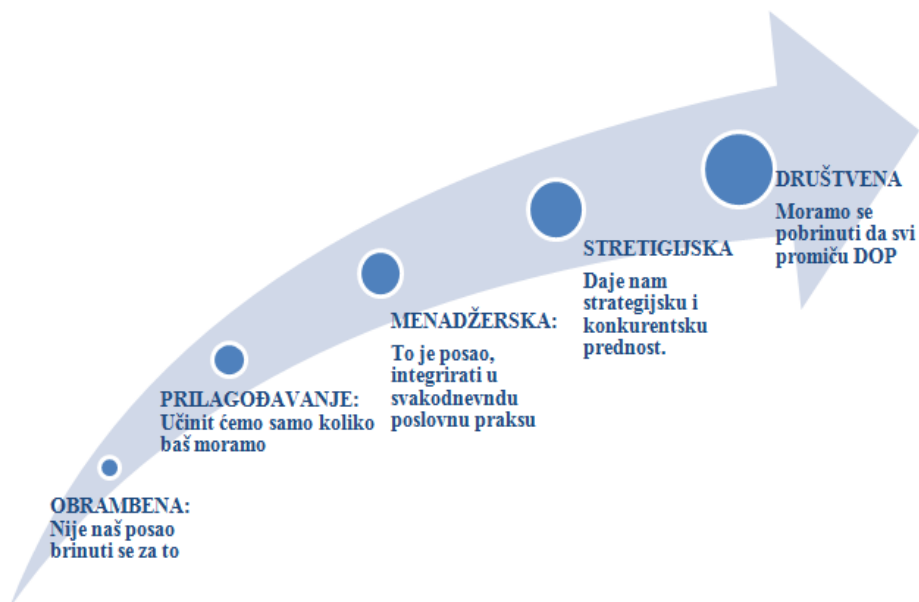 OBRAMBENA:
Nije naš posao
brinuti se za to
PRILAGOĐAVANJE:
Učinit ćemo samo koliko
baš moramo
MENADŽERSKA:
To je posao,
integrirati u
svakodnevndu
poslovnu praksu
STRETIGIJSKA
Daje nam
strategijsku i
konkurentsku
prednost.
DRUŠTVENA
Moramo se
pobrinuti da svi
promiču DOP